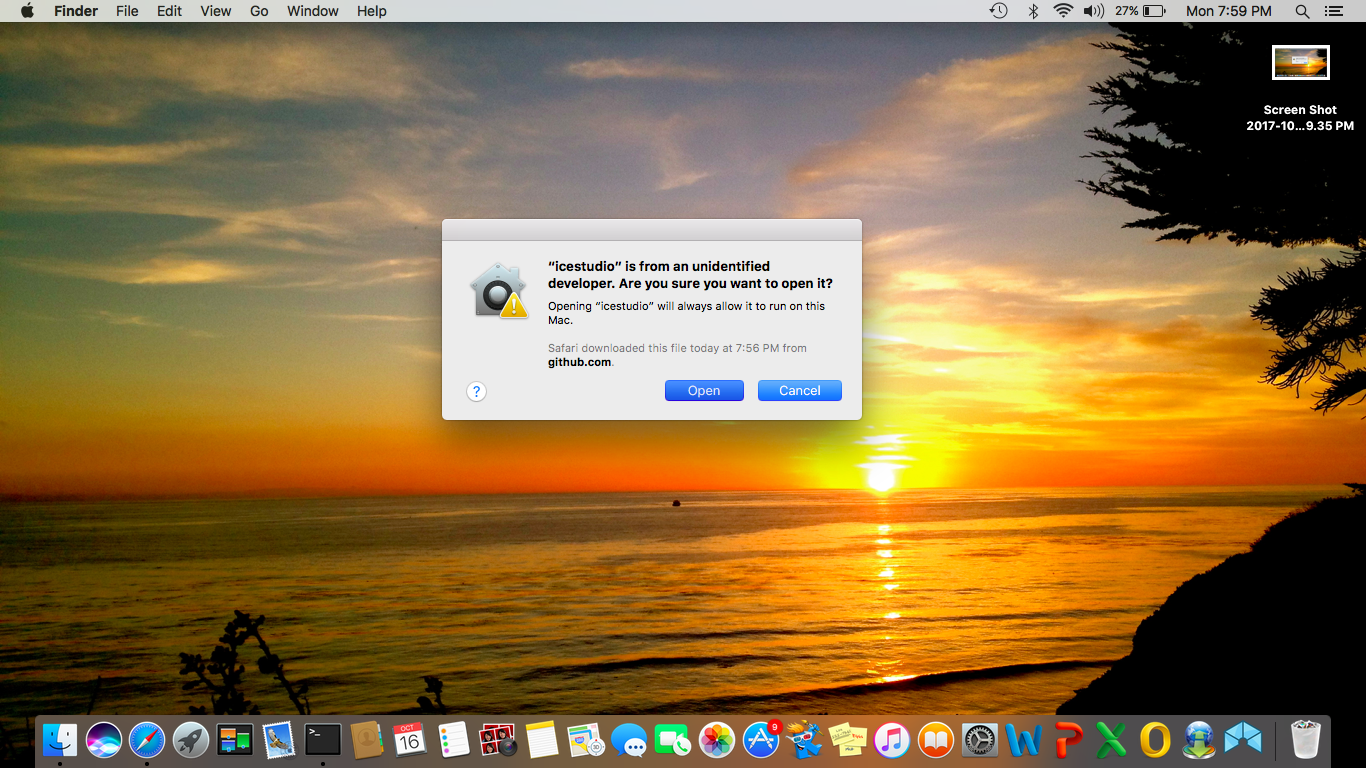 Finder File Edit View Go Window Help 27% Mon 7:59 PM
Screen Shot
2017-10...9.35 PM
“icestudio” is from an unidentified
developer. Are you sure you want to open it?
Opening “icestudio” will always allow it to run on this
Mac.
Safari downloaded this file today at 7:56 PM from
github.com.
? Open Cancel
OCT
16
9